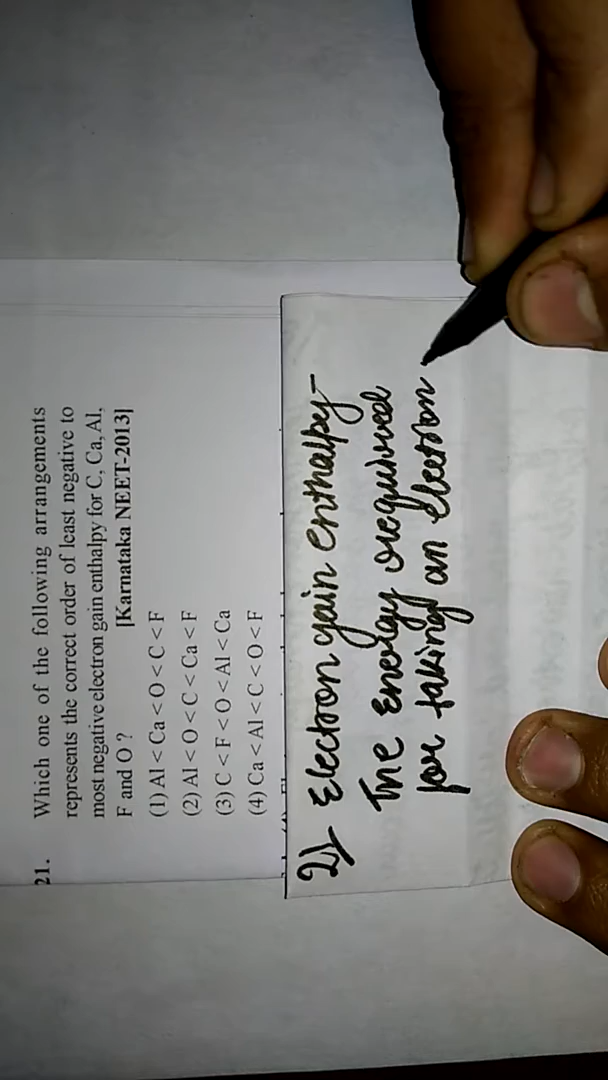 21. Which one of the following arrangements
represents the correct order of least negative to
most negative electron gain enthalpy for C, Ca, Al,
F and O ? [Karnataka NEET-2013]
(1) Al < Ca < O < C < F
(2) Al < O < C < Ca < F
(3) C < F < O < Al < Ca
(4) Ca < Al < C < O < F
2) Electron gain enthalpy-
The energy required
for taking an electron